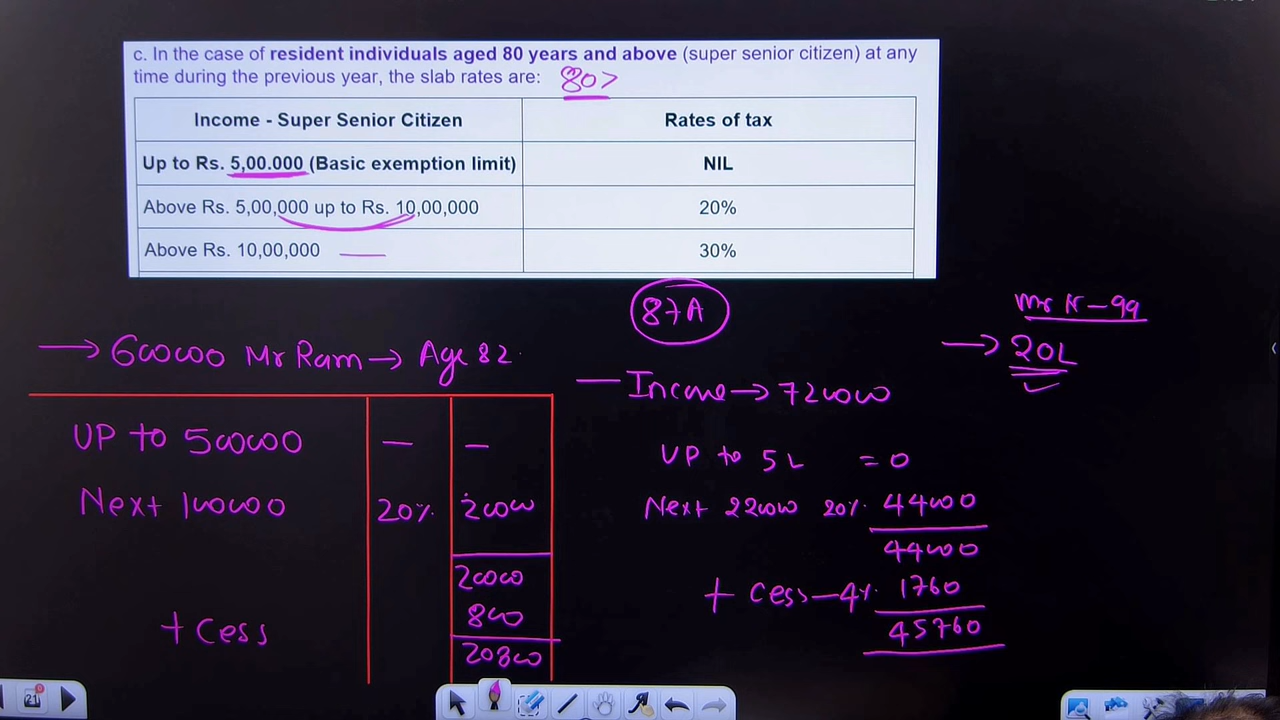 c. In the case of resident individuals aged 80 years and above (super senior citizen) at any
time during the previous year, the slab rates are: 80>
Income - Super Senior Citizen Rates of tax
Up to Rs. 5,00.000 (Basic exemption limit) NIL
Above Rs. 5,00,000 up to Rs. 10,00,000 20%
Above Rs. 10,00,000 30%
87A
Mr R - 99
→ 20L
→ 600000 Mr Ram → Age 82
UP to 500000 — —
Next 100000 20% 20000
20000
+ Cess 800
20800
— Income → 720000
UP to 5L = 0
Next 220000 20% 44000
44000
+ Cess - 4% 1760
45760
21